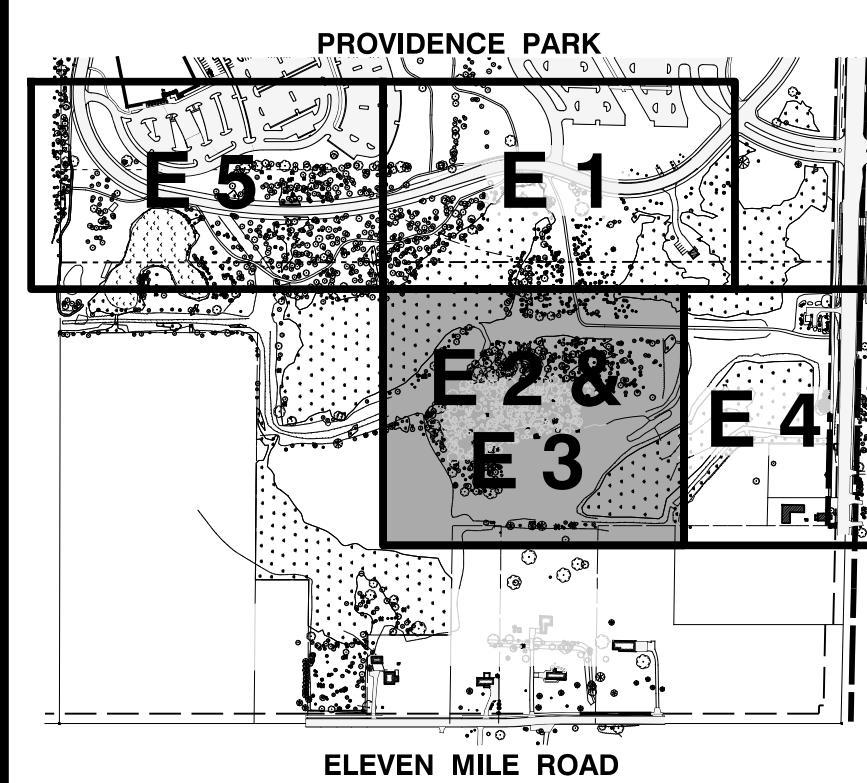 PROVIDENCE PARK
E 5
E 1
E 2 &
E 3
E 4
ELEVEN MILE ROAD